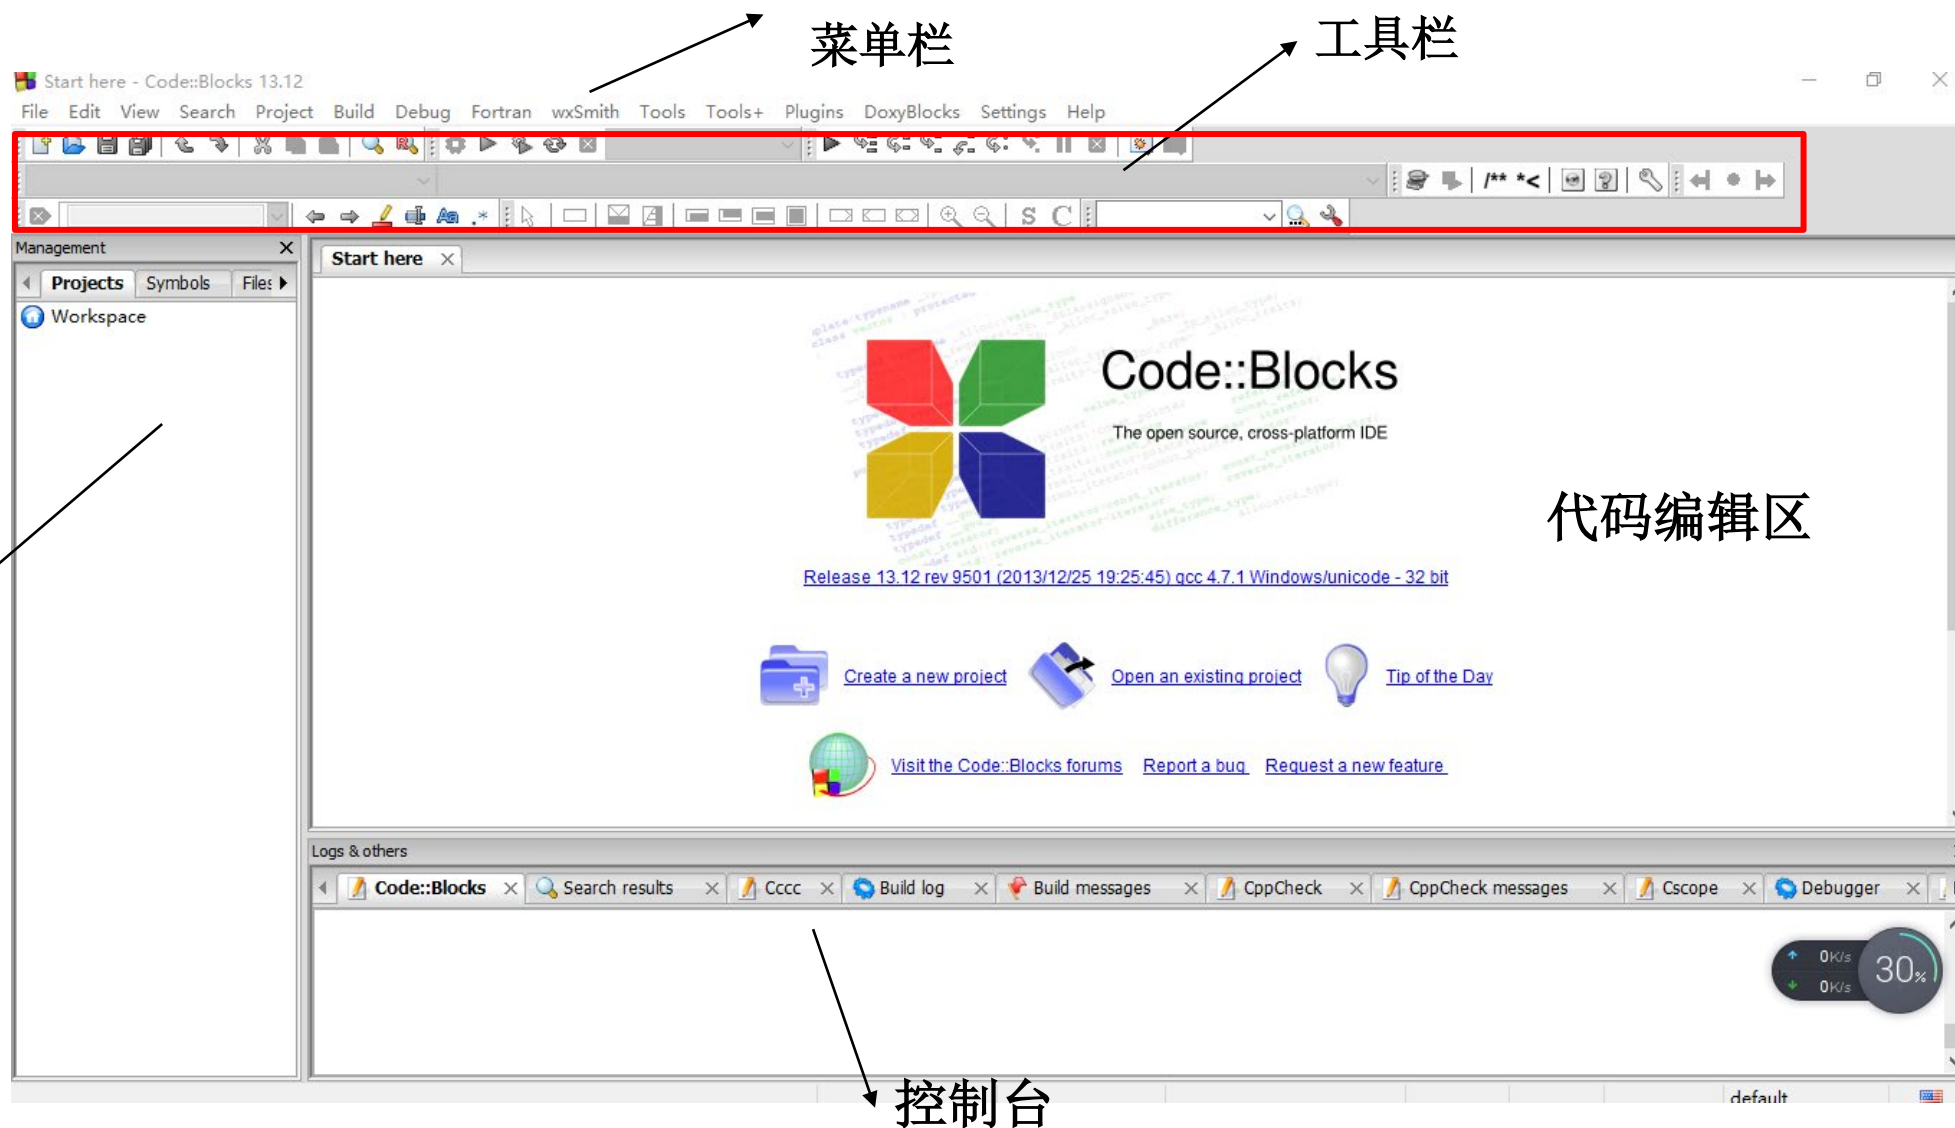 菜单栏
工具栏
Start here - Code::Blocks 13.12
File Edit View Search Project Build Debug Fortran wxSmith Tools Tools+ Plugins DoxyBlocks Settings Help
/** *<
S C
Management
Projects Symbols Files
Workspace
Start here
Code::Blocks
The open source, cross-platform IDE
代码编辑区
Release 13.12 rev 9501 (2013/12/25 19:25:45) gcc 4.7.1 Windows/unicode - 32 bit
Create a new project Open an existing project Tip of the Day
Visit the Code::Blocks forums Report a bug Request a new feature
Logs & others
Code::Blocks Search results Cccc Build log Build messages CppCheck CppCheck messages Cscope Debugger
0K/s
0K/s
30%
控制台
default